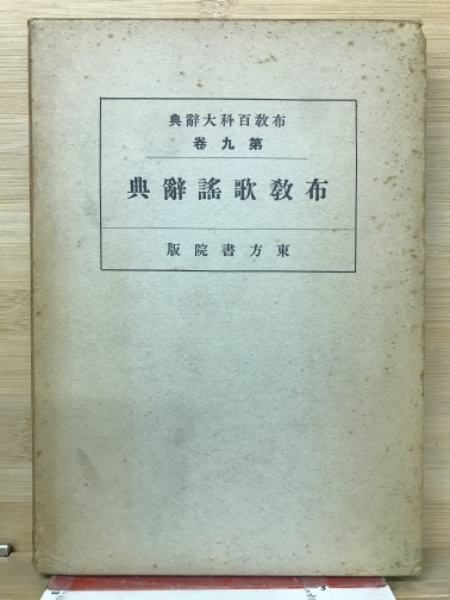 布教百科大辭典
第九卷
布教歌謠辭典
東方書院版